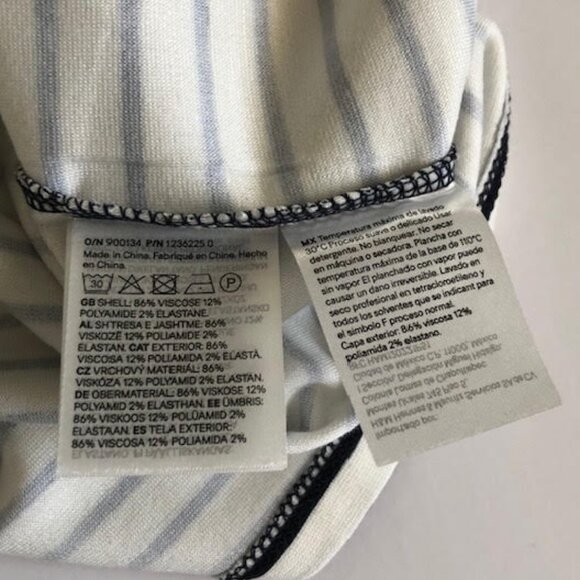 O/N 900134, P/N 1236225 0
Made in China. Fabriqué en Chine. Hecho
en China.
30
P
GB SHELL: 86% VISCOSE 12%
POLYAMIDE 2% ELASTANE.
AL SHTRESA E JASHTME: 86%
VISKOZË 12% POLIAMIDE 2%
ELASTAN. CAT EXTERIOR: 86%
VISCOSA 12% POLIAMIDA 2% ELASTÀ.
CZ VRCHOVÝ MATERIÁL: 86%
VISKÓZA 12% POLYAMID 2% ELASTAN.
DE OBERMATERIAL: 86% VISKOSE
12% POLYAMID 2% ELASTHAN. EE ÜMBRIS:
86% VISKOOS 12% POLÜAMIID 2%
ELASTAAN. ES TELA EXTERIOR:
86% VISCOSA 12% POLIAMIDA 2%
MX Temperatura máxima de lavado
30°C Proceso suave o delicado Usar
detergente. No blanquear. No secar
en máquina o secadora. Plancha con
temperatura máxima de la base de 110°C
sin vapor El planchado con vapor puede
causar un daño irreversible. Lavado en
seco profesional en tetracloroetileno y
todos los solventes que se indican para
el símbolo F proceso normal.
Capa exterior: 86% viscosa 12%
poliamida 2% elastano